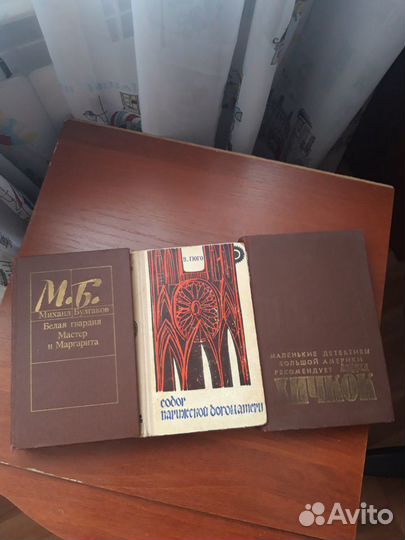 М.Б.
Михаил Булгаков
Белая гвардия
Мастер
и Маргарита
В. ГЮГО
собор
парижской богоматери
МАЛЕНЬКИЕ ДЕТЕКТИВЫ
БОЛЬШОЙ АМЕРИКИ
РЕКОМЕНДУЕТ
ХИЧКОК
Avito